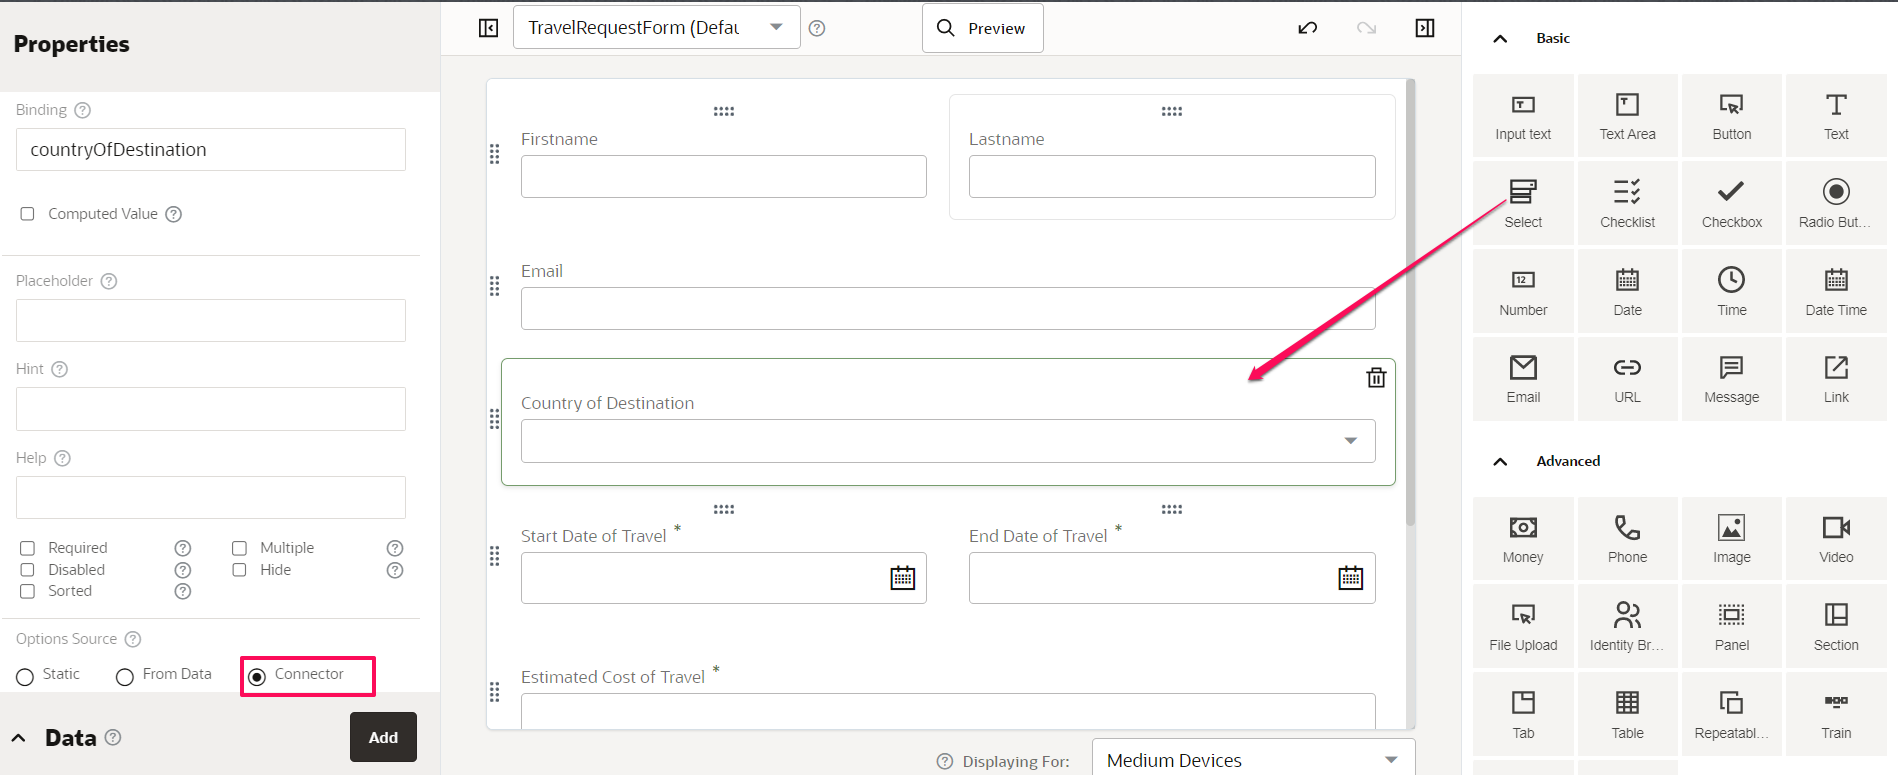 Properties
Binding
countryOfDestination
Computed Value
Placeholder
Hint
Help
Required
Multiple
Disabled
Hide
Sorted
Options Source
Static
From Data
Connector
Data
Add
TravelRequestForm (Defau
Preview
Firstname
Lastname
Email
Country of Destination
Start Date of Travel *
End Date of Travel *
Estimated Cost of Travel *
Displaying For:
Medium Devices
Basic
Input text
Text Area
Button
Text
Select
Checklist
Checkbox
Radio But...
Number
Date
Time
Date Time
Email
URL
Message
Link
Advanced
Money
Phone
Image
Video
File Upload
Identity Br...
Panel
Section
Tab
Table
Repeatabl...
Train